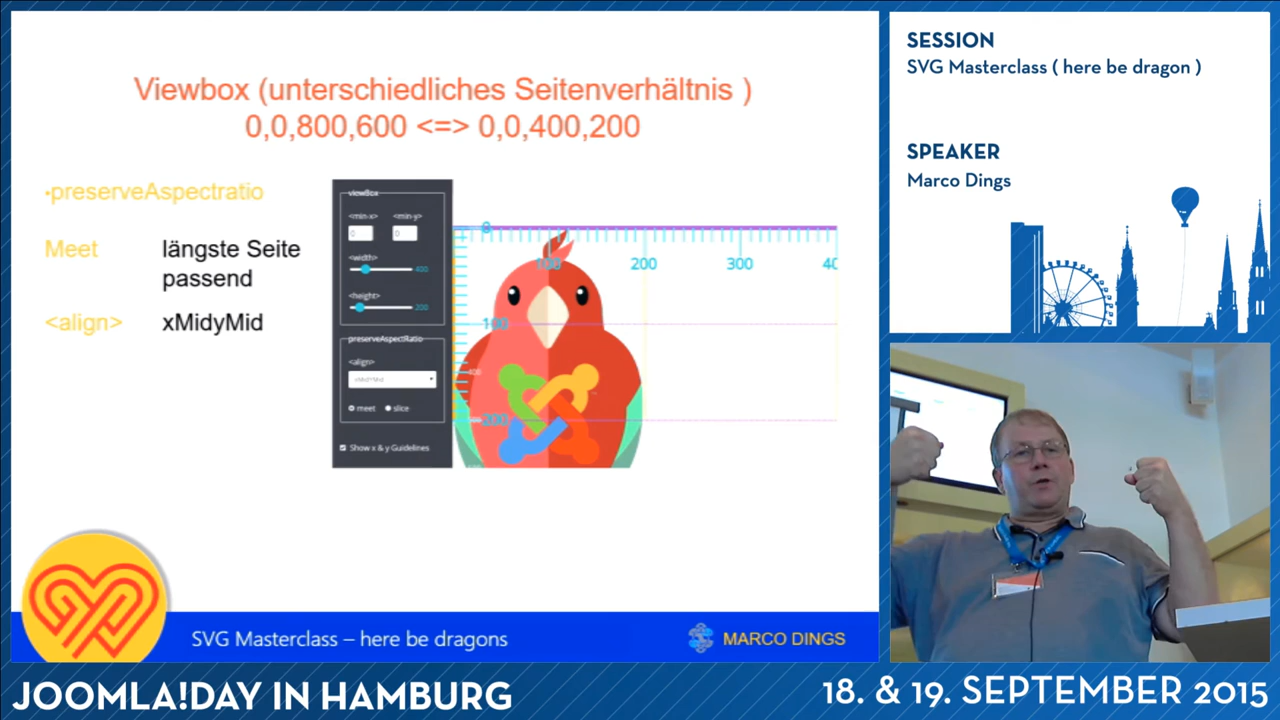 Viewbox (unterschiedliches Seitenverhältnis )
0,0,800,600 <=> 0,0,400,200
•preserveAspectratio
Meet längste Seite
passend
<align> xMidyMid
viewBox
<min-x> <min-y>
0 0
<width>
400
<height>
200
preserveAspectRatio
<align>
xMidYMid
meet slice
Show x & y Guidelines
0
100 200 300 40
100
400
200
SVG Masterclass – here be dragons
MARCO DINGS
SESSION
SVG Masterclass ( here be dragon )
SPEAKER
Marco Dings
JOOMLA!DAY IN HAMBURG
18. & 19. SEPTEMBER 2015